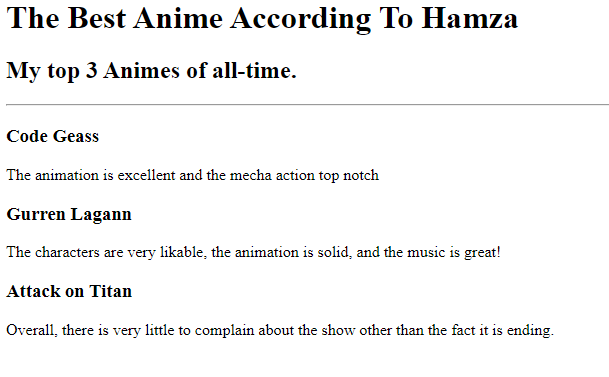 The Best Anime According To Hamza
My top 3 Animes of all-time.
Code Geass
The animation is excellent and the mecha action top notch
Gurren Lagann
The characters are very likable, the animation is solid, and the music is great!
Attack on Titan
Overall, there is very little to complain about the show other than the fact it is ending.